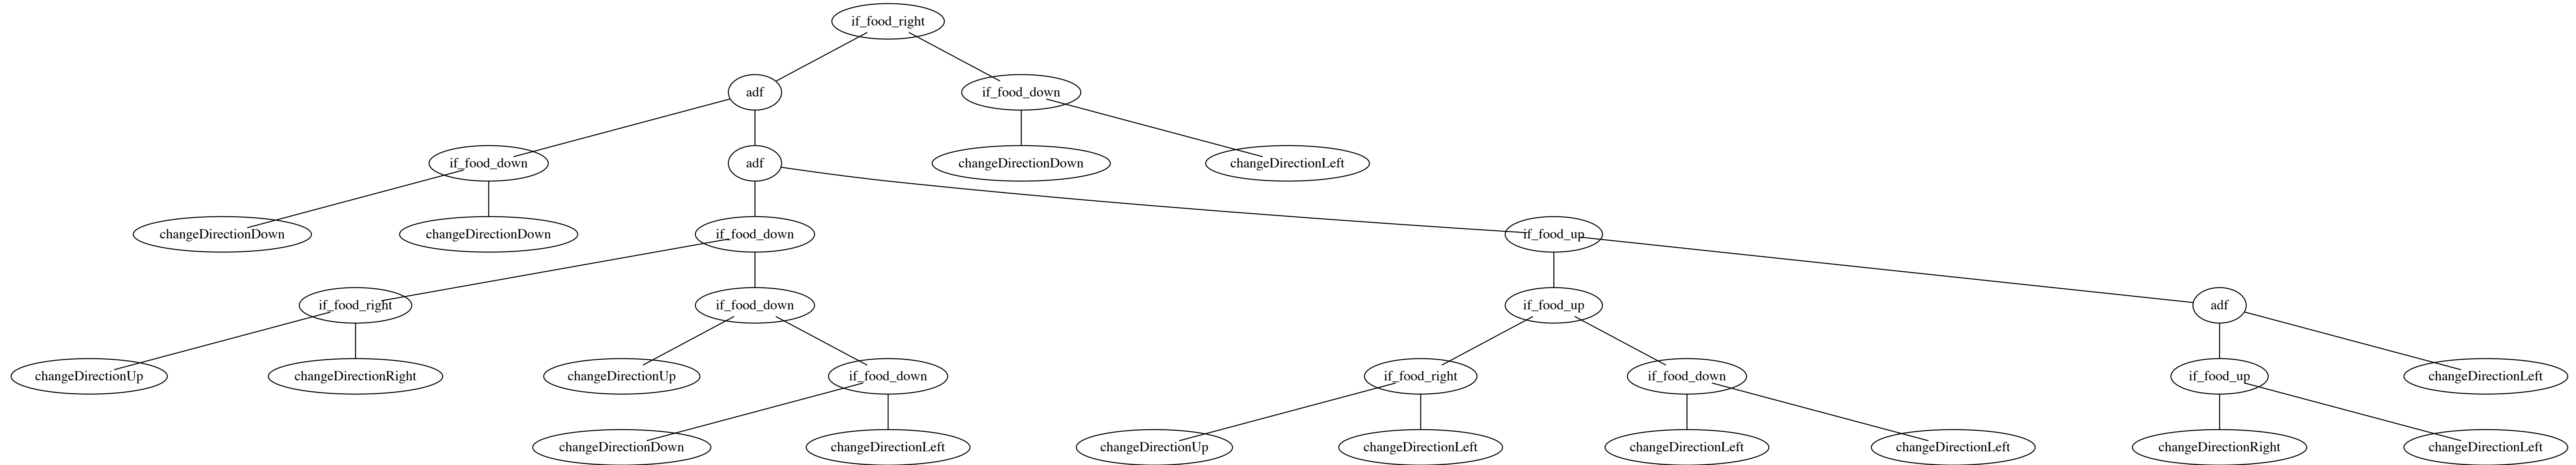 if_food_right
adf
if_food_down
if_food_down
adf
changeDirectionDown
changeDirectionLeft
changeDirectionDown
changeDirectionDown
if_food_down
if_food_up
if_food_right
if_food_down
if_food_up
adf
changeDirectionUp
changeDirectionRight
changeDirectionUp
if_food_down
if_food_right
if_food_down
if_food_up
changeDirectionLeft
changeDirectionDown
changeDirectionLeft
changeDirectionUp
changeDirectionLeft
changeDirectionLeft
changeDirectionLeft
changeDirectionRight
changeDirectionLeft